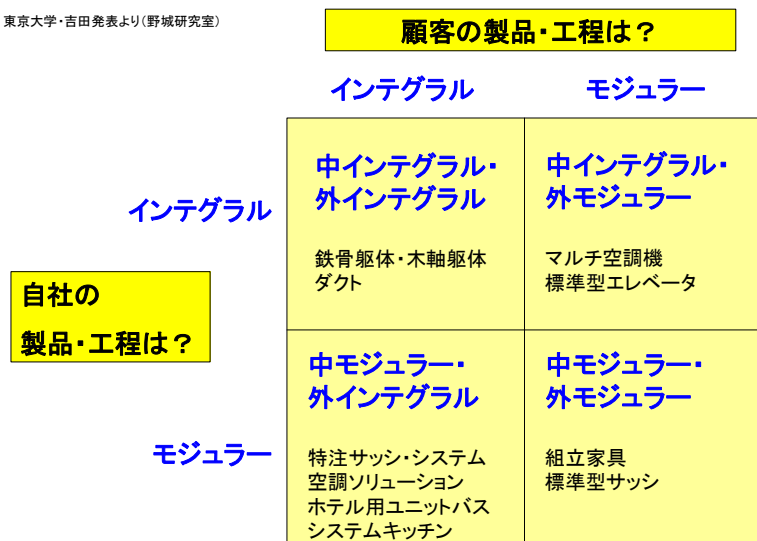 東京大学・吉田発表より（野城研究室）
顧客の製品・工程は？
インテグラル
モジュラー
インテグラル
中インテグラル・
外インテグラル
鉄骨躯体・木軸躯体
ダクト
中インテグラル・
外モジュラー
マルチ空調機
標準型エレベータ
自社の
製品・工程は？
モジュラー
中モジュラー・
外インテグラル
特注サッシ・システム
空調ソリューション
ホテル用ユニットバス
システムキッチン
中モジュラー・
外モジュラー
組立家具
標準型サッシ